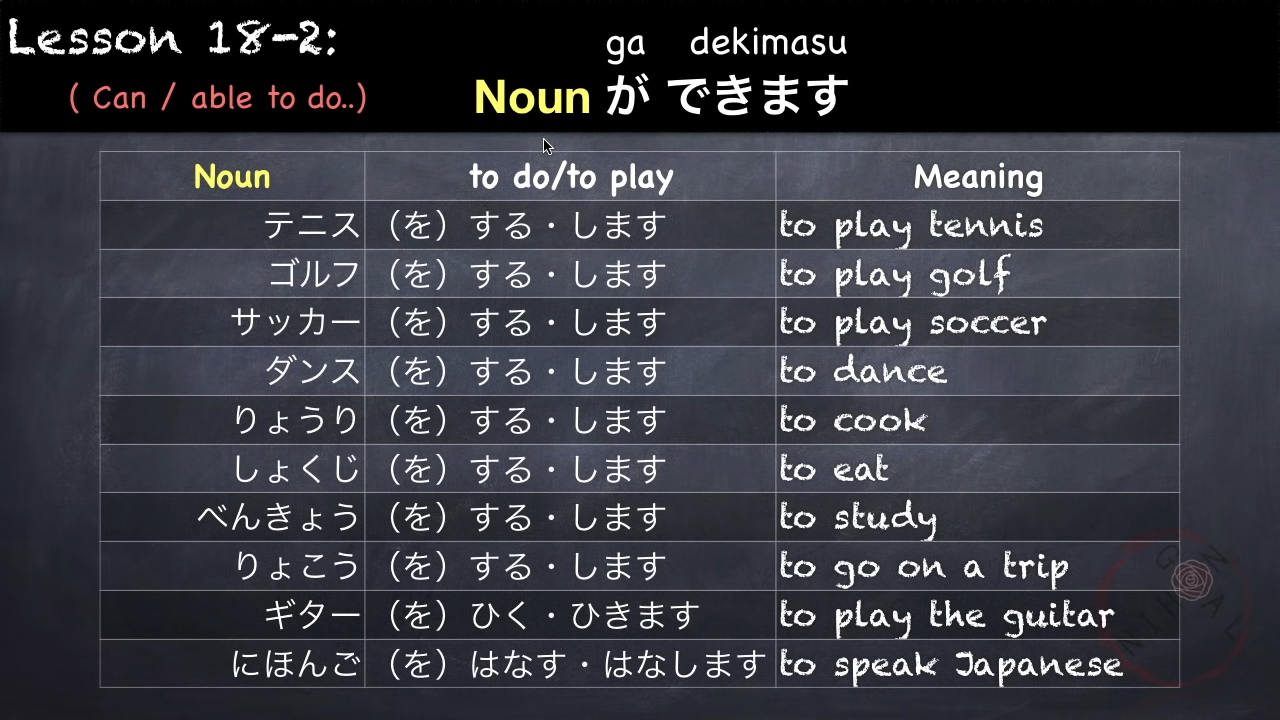 Lesson 18-2:
ga dekimasu
( Can / able to do..)
Noun が できます
Noun to do/to play Meaning
テニス （を）する・します to play tennis
ゴルフ （を）する・します to play golf
サッカー （を）する・します to play soccer
ダンス （を）する・します to dance
りょうり （を）する・します to cook
しょくじ （を）する・します to eat
べんきょう （を）する・します to study
りょこう （を）する・します to go on a trip
ギター （を）ひく・ひきます to play the guitar
にほんご （を）はなす・はなします to speak Japanese